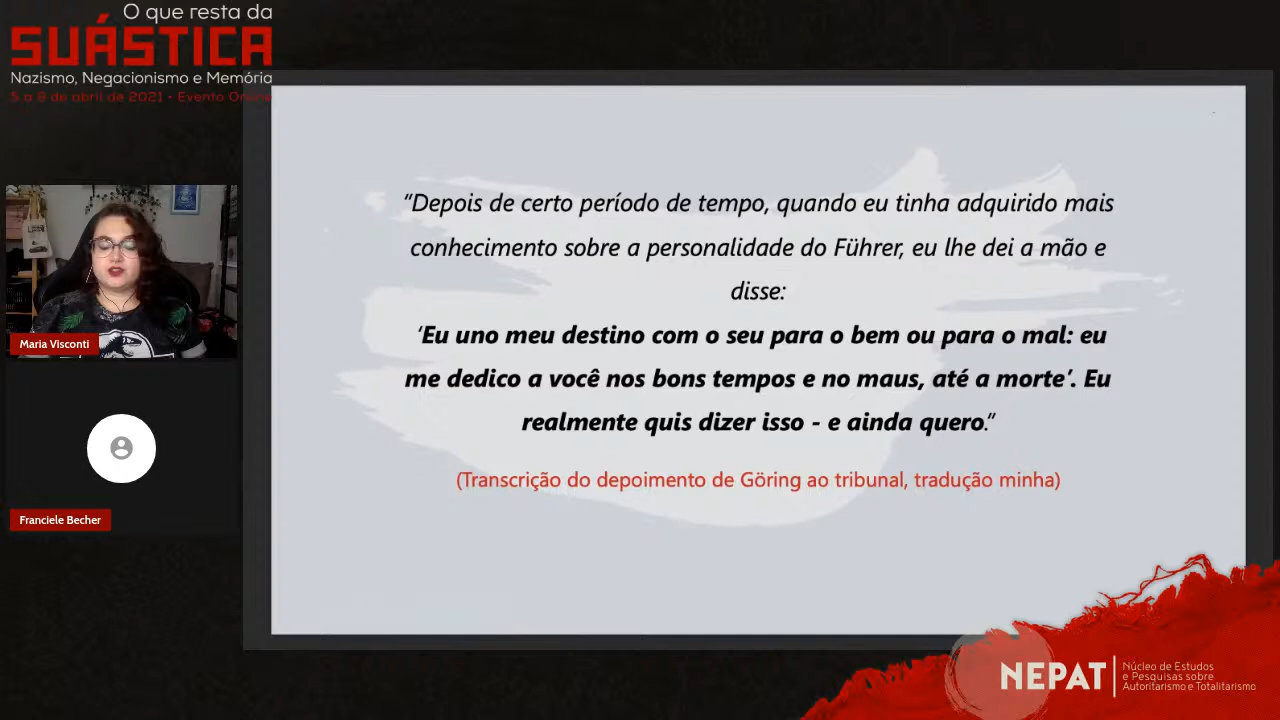 O que resta da
SUÁSTICA
Nazismo, Negacionismo e Memória
5 a 9 de abril de 2021 • Evento Online
“Depois de certo período de tempo, quando eu tinha adquirido mais
conhecimento sobre a personalidade do Führer, eu lhe dei a mão e
disse:
‘Eu uno meu destino com o seu para o bem ou para o mal: eu
me dedico a você nos bons tempos e no maus, até a morte’. Eu
realmente quis dizer isso - e ainda quero.“
(Transcrição do depoimento de Göring ao tribunal, tradução minha)
Maria Visconti
Franciele Becher
NEPAT
Núcleo de Estudos
e Pesquisas sobre
Autoritarismo e Totalitarismo